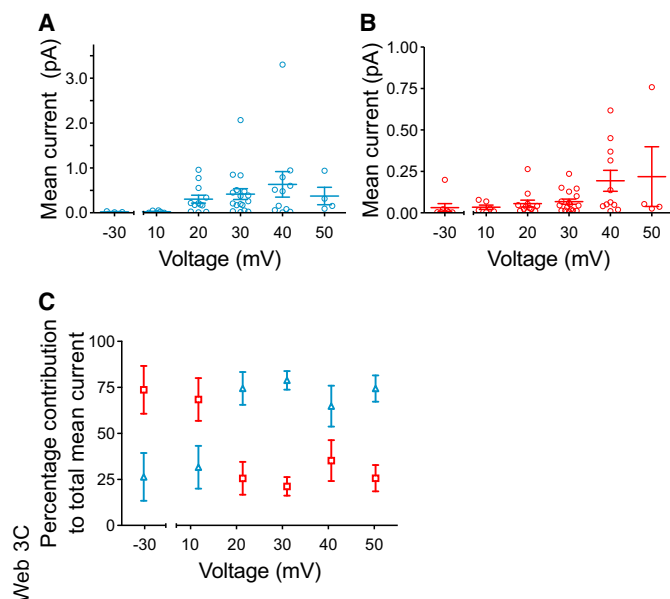 A
Mean current (pA)
3.0
2.0
1.0
0.0
-30 10 20 30 40 50
Voltage (mV)
B
Mean current (pA)
1.00
0.75
0.50
0.25
0.00
-30 10 20 30 40 50
Voltage (mV)
C
Percentage contribution
to total mean current
100
75
50
25
0
-30 10 20 30 40 50
Voltage (mV)
Web 3C